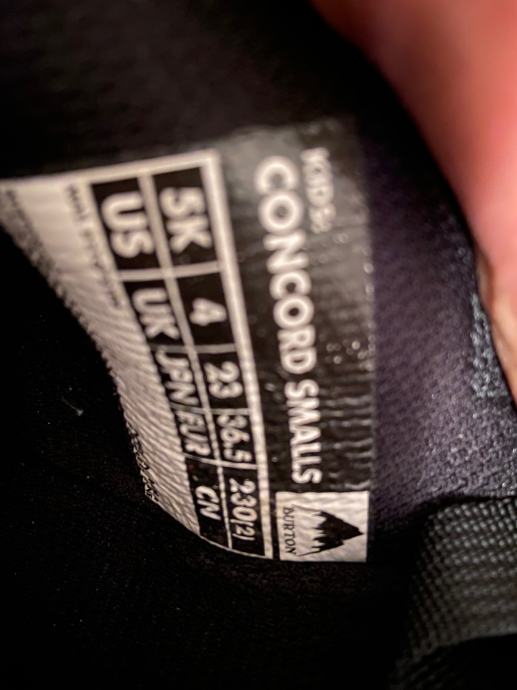 KIDS'
CONCORD SMALLS
BURTON
5K 4 23 36.5 230(2)
US UK JPN EUR CN